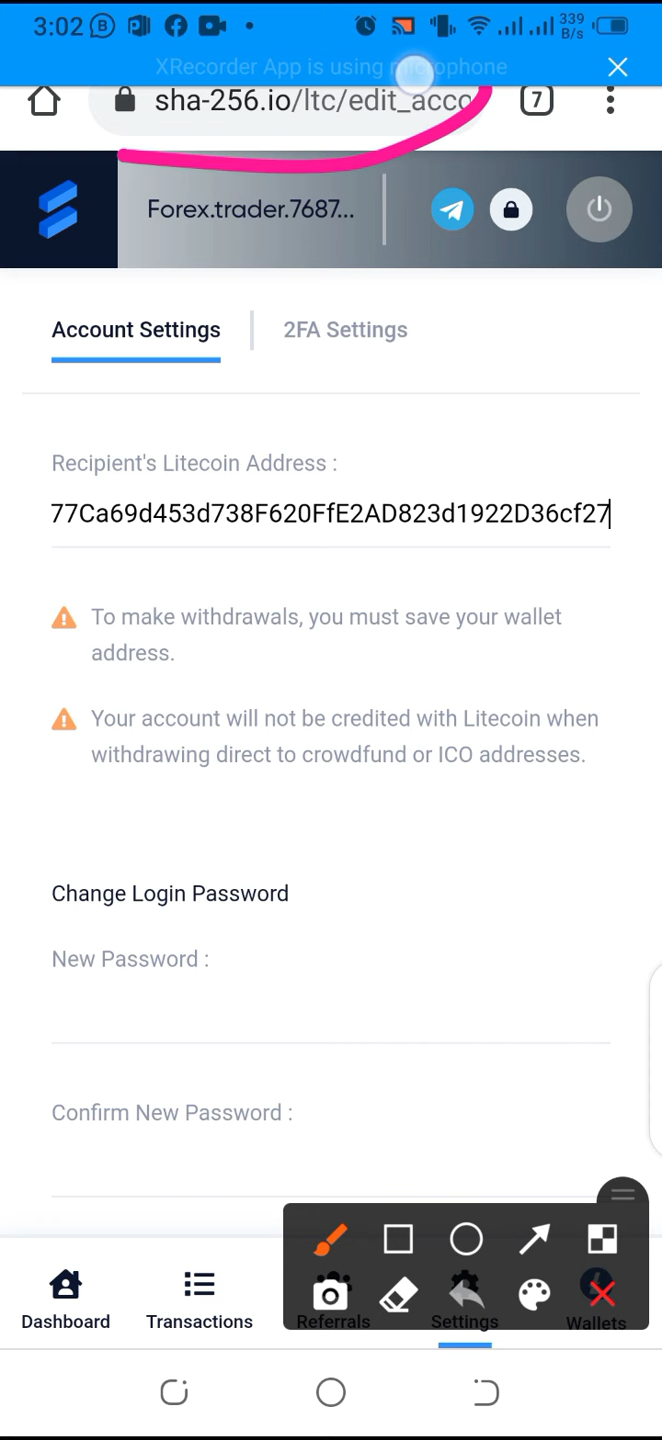 3:02
339
B/s
XRecorder App is using microphone
sha-256.io/ltc/edit_acco
7
Forex.trader.7687...
Account Settings
2FA Settings
Recipient's Litecoin Address :
77Ca69d453d738F620FfE2AD823d1922D36cf27
To make withdrawals, you must save your wallet
address.
Your account will not be credited with Litecoin when
withdrawing direct to crowdfund or ICO addresses.
Change Login Password
New Password :
Confirm New Password :
Dashboard
Transactions
Referrals
Settings
Wallets